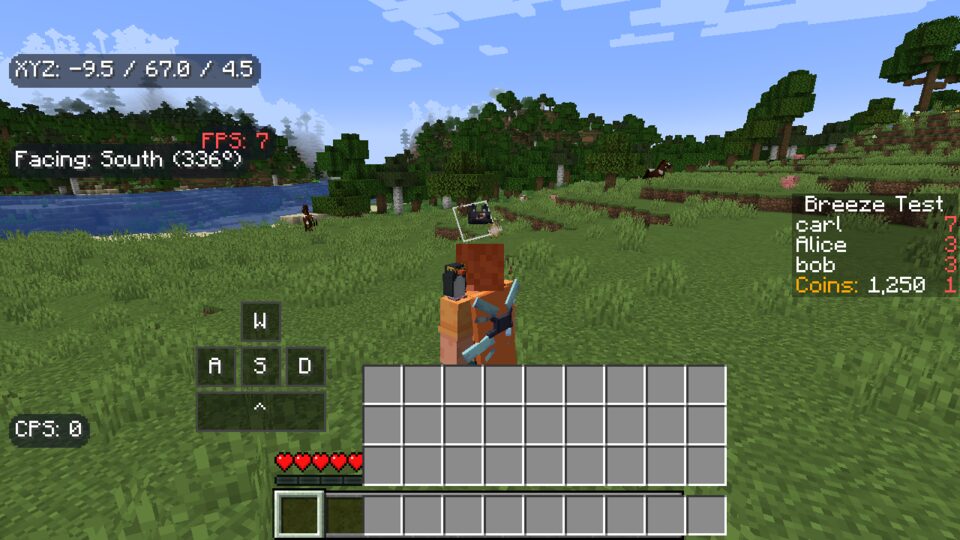 XYZ: -9.5 / 67.0 / 4.5
FPS: 7
Facing: South (336°)
Breeze Test
carl 7
Alice 3
bob 3
Coins: 1,250 1
W
A S D
^
CPS: 0